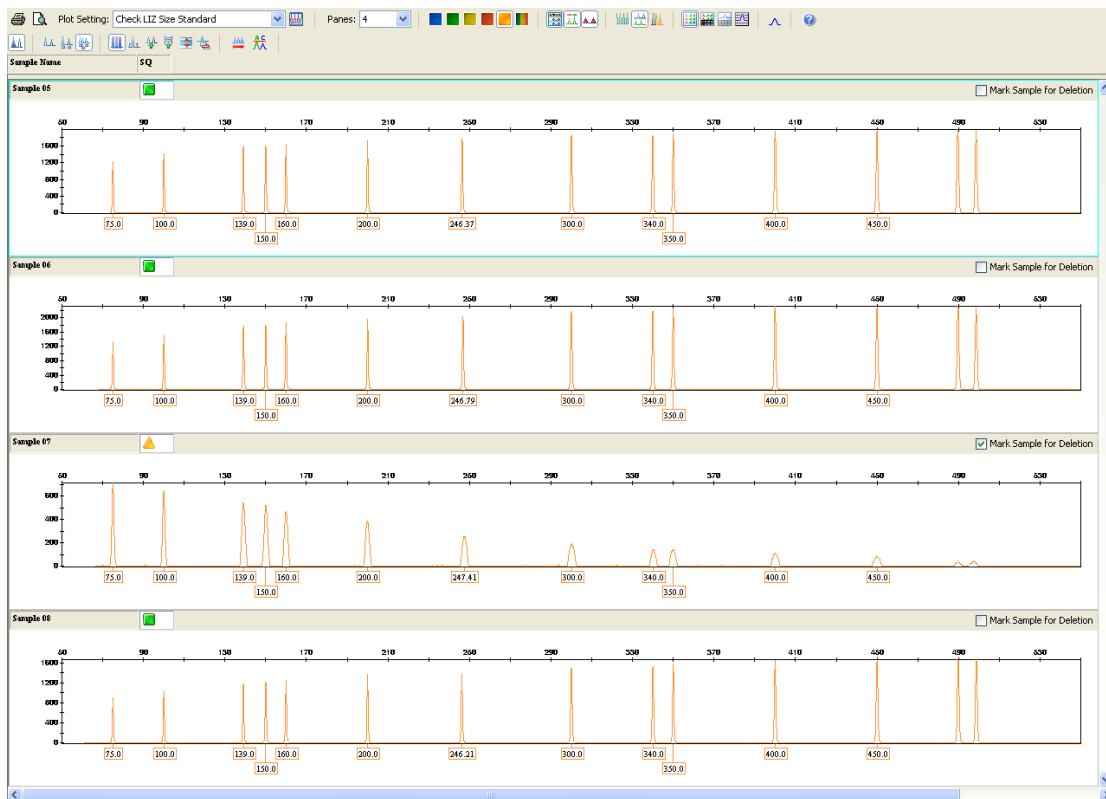 Plot Setting: Check LIZ Size Standard Panes: 4
Sample Name SQ
Sample 05 Mark Sample for Deletion
50 90 130 170 210 250 290 330 370 410 450 490 530
1600
1200
800
400
0
75.0 100.0 139.0 160.0 200.0 246.37 300.0 340.0 400.0 450.0
150.0 350.0
Sample 06 Mark Sample for Deletion
50 90 130 170 210 250 290 330 370 410 450 490 530
2000
1600
1200
800
400
0
75.0 100.0 139.0 160.0 200.0 246.79 300.0 340.0 400.0 450.0
150.0 350.0
Sample 07 Mark Sample for Deletion
50 90 130 170 210 250 290 330 370 410 450 490 530
600
400
200
0
75.0 100.0 139.0 160.0 200.0 247.41 300.0 340.0 400.0 450.0
150.0 350.0
Sample 08 Mark Sample for Deletion
50 90 130 170 210 250 290 330 370 410 450 490 530
1600
1200
800
400
0
75.0 100.0 139.0 160.0 200.0 246.21 300.0 340.0 400.0 450.0
150.0 350.0